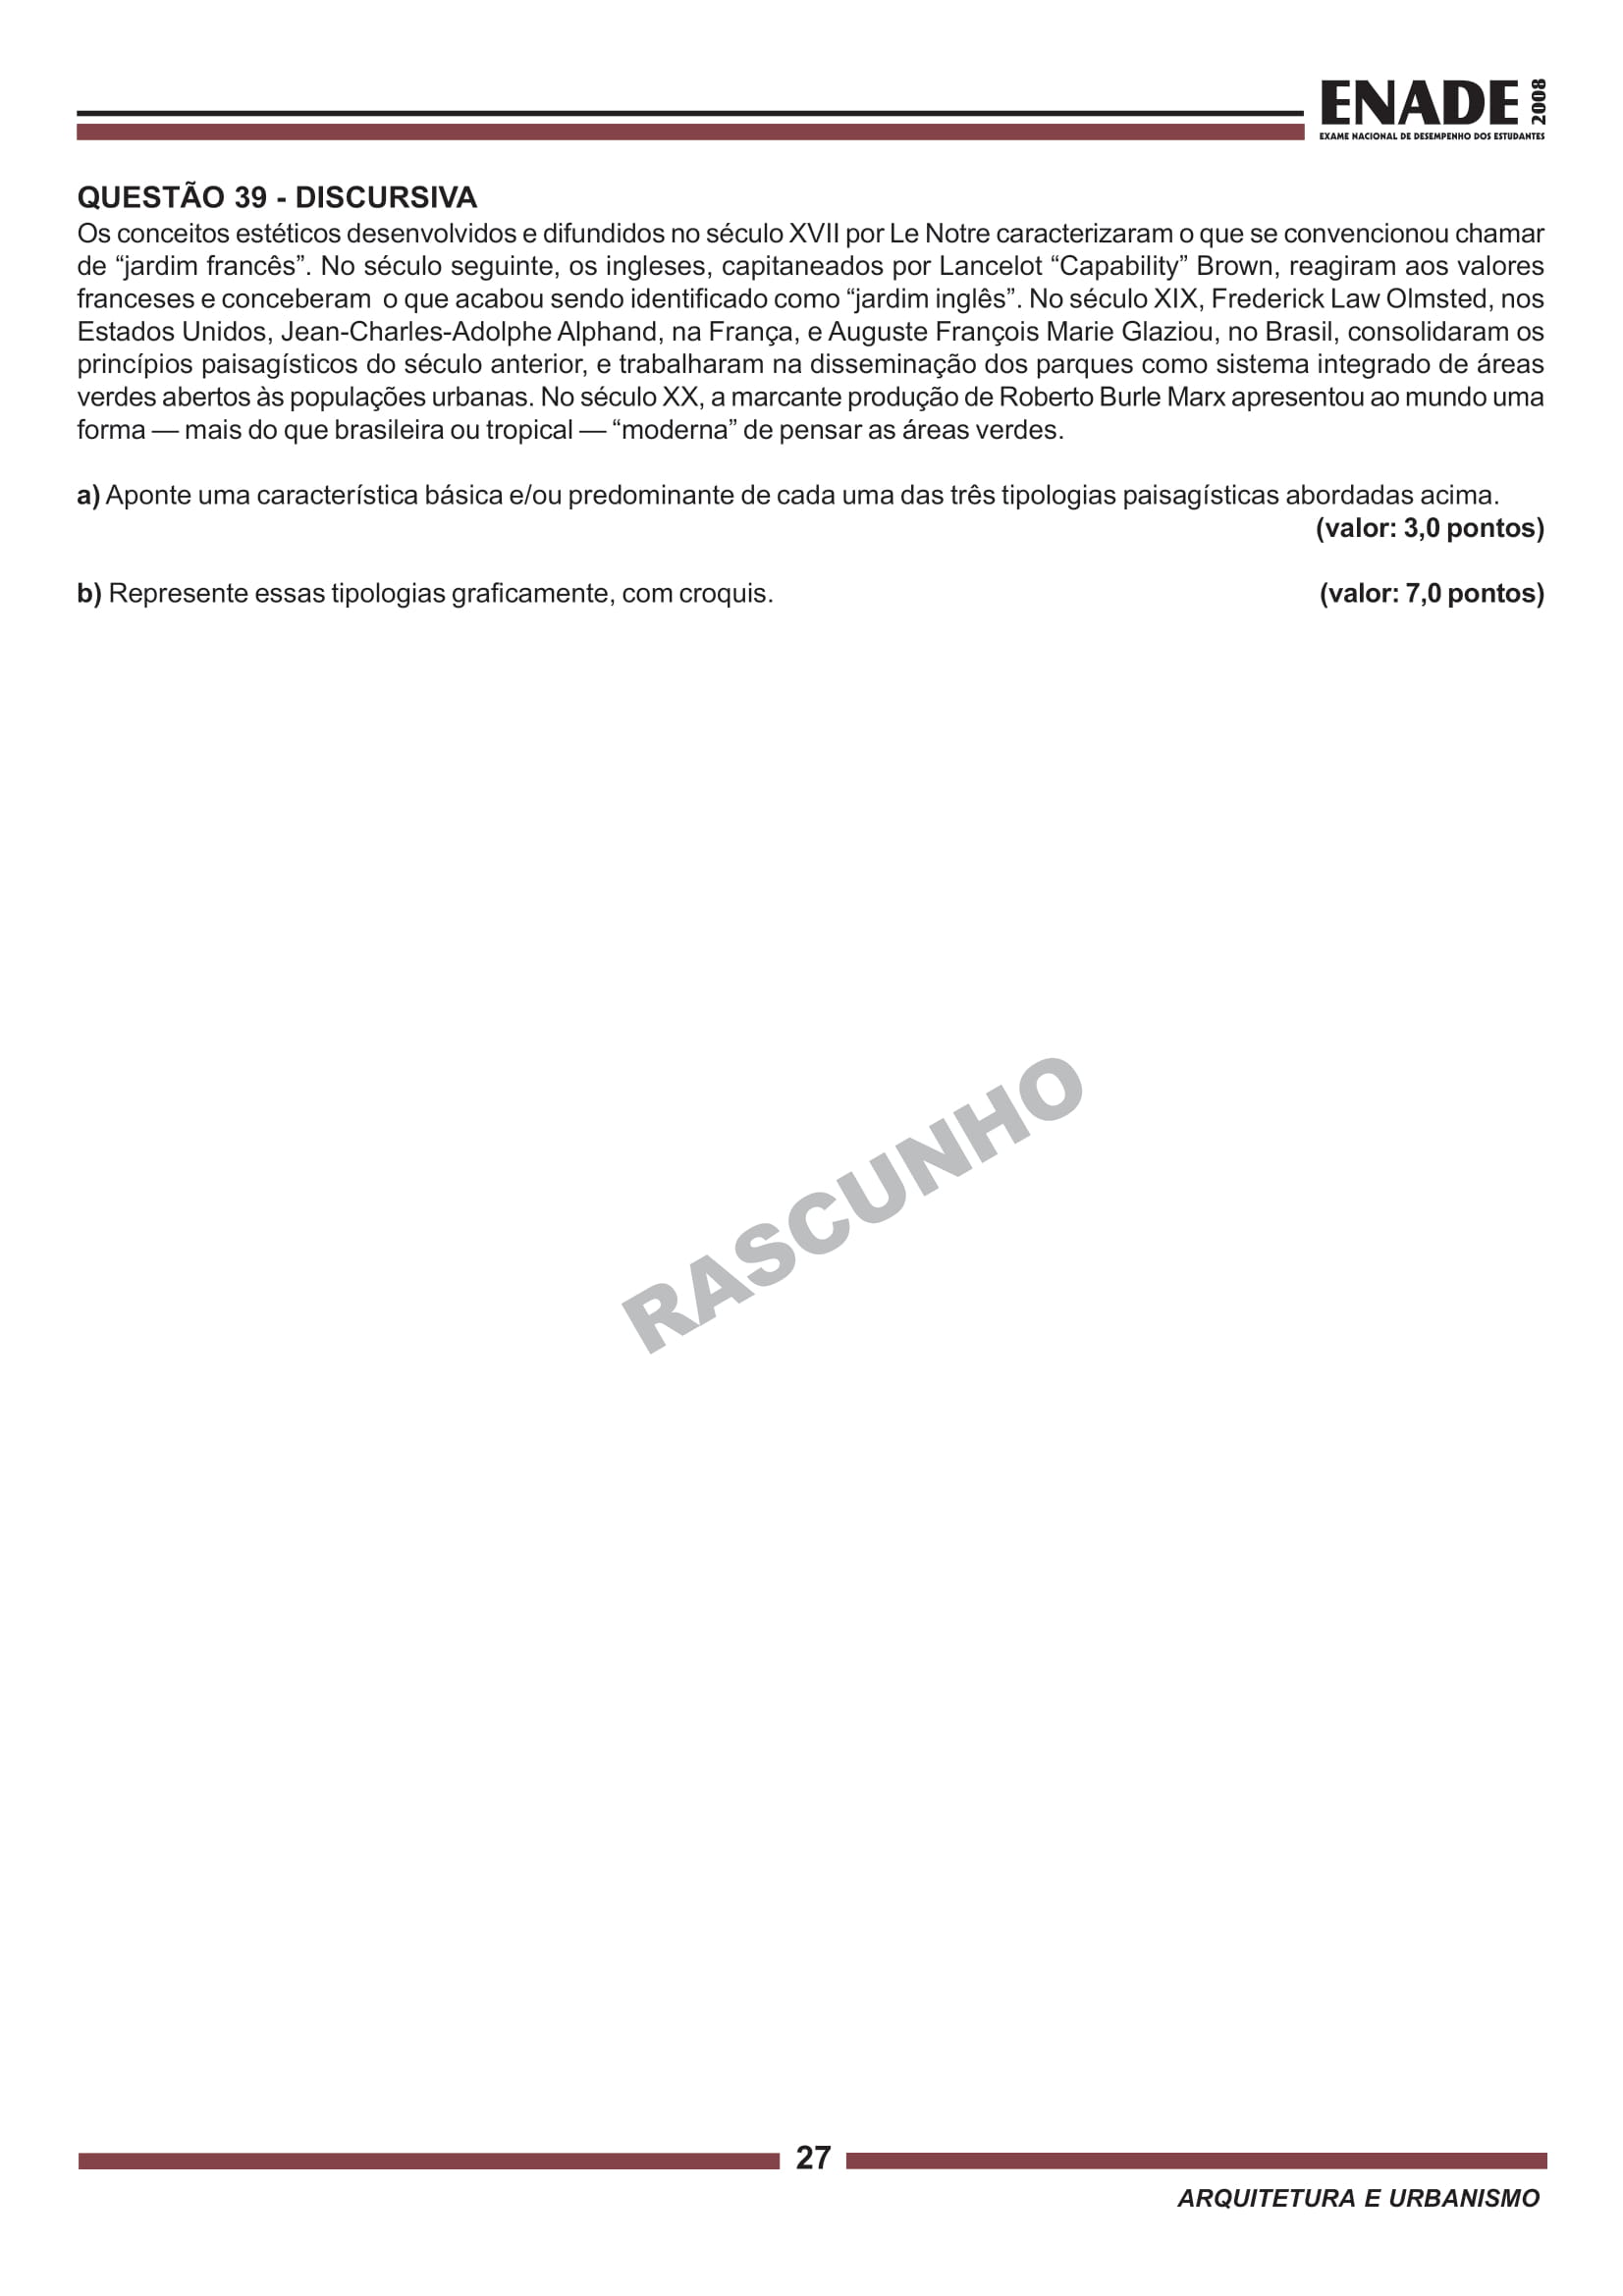 ENADE 2008
EXAME NACIONAL DE DESEMPENHO DOS ESTUDANTES
QUESTÃO 39 - DISCURSIVA
Os conceitos estéticos desenvolvidos e difundidos no século XVII por Le Notre caracterizaram o que se convencionou chamar
de “jardim francês”. No século seguinte, os ingleses, capitaneados por Lancelot “Capability” Brown, reagiram aos valores
franceses e conceberam o que acabou sendo identificado como “jardim inglês”. No século XIX, Frederick Law Olmsted, nos
Estados Unidos, Jean-Charles-Adolphe Alphand, na França, e Auguste François Marie Glaziou, no Brasil, consolidaram os
princípios paisagísticos do século anterior, e trabalharam na disseminação dos parques como sistema integrado de áreas
verdes abertos às populações urbanas. No século XX, a marcante produção de Roberto Burle Marx apresentou ao mundo uma
forma — mais do que brasileira ou tropical — “moderna” de pensar as áreas verdes.
a) Aponte uma característica básica e/ou predominante de cada uma das três tipologias paisagísticas abordadas acima.
(valor: 3,0 pontos)
b) Represente essas tipologias graficamente, com croquis. (valor: 7,0 pontos)
RASCUNHO
27
ARQUITETURA E URBANISMO